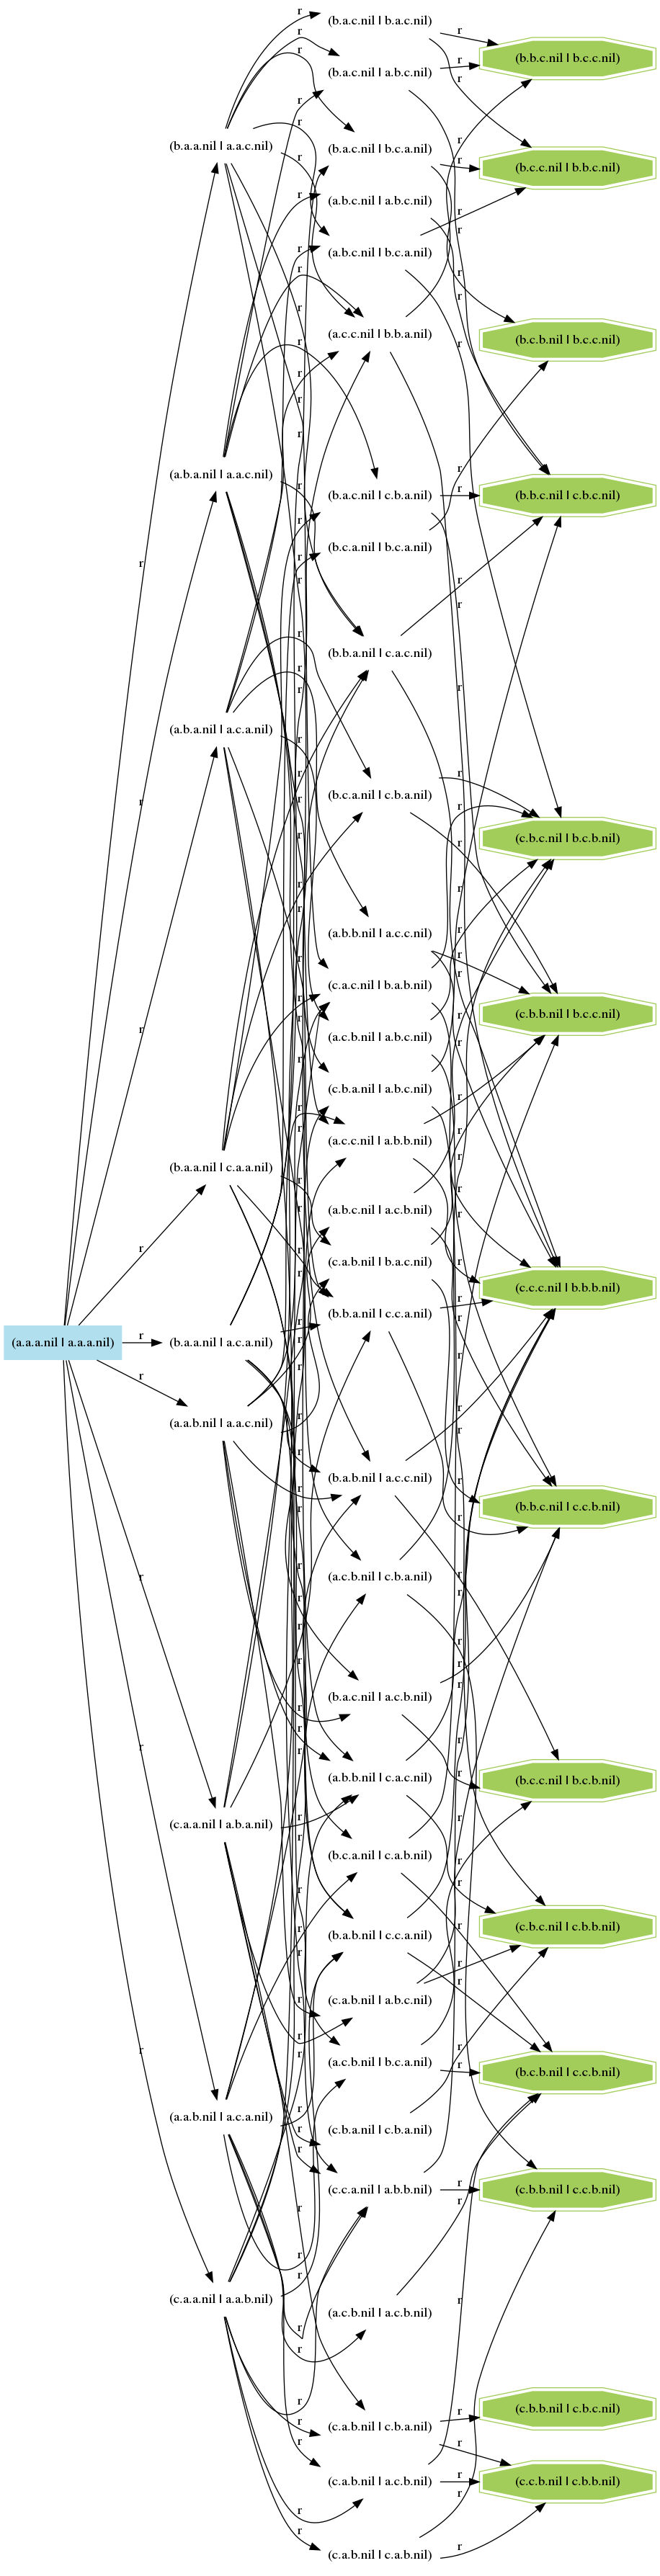 (a.a.a.nil | a.a.a.nil)
(b.a.a.nil | a.a.c.nil)
(a.b.a.nil | a.a.c.nil)
(a.b.a.nil | a.c.a.nil)
(b.a.a.nil | c.a.a.nil)
(b.a.a.nil | a.c.a.nil)
(a.a.b.nil | a.a.c.nil)
(c.a.a.nil | a.b.a.nil)
(a.a.b.nil | a.c.a.nil)
(c.a.a.nil | a.a.b.nil)
(b.a.c.nil | b.a.c.nil)
(b.a.c.nil | a.b.c.nil)
(b.a.c.nil | b.c.a.nil)
(a.b.c.nil | a.b.c.nil)
(a.b.c.nil | b.c.a.nil)
(a.c.c.nil | b.b.a.nil)
(b.a.c.nil | c.b.a.nil)
(b.c.a.nil | b.c.a.nil)
(b.b.a.nil | c.a.c.nil)
(b.c.a.nil | c.b.a.nil)
(a.b.b.nil | a.c.c.nil)
(c.a.c.nil | b.a.b.nil)
(a.c.b.nil | a.b.c.nil)
(c.b.a.nil | a.b.c.nil)
(a.c.c.nil | a.b.b.nil)
(a.b.c.nil | a.c.b.nil)
(c.a.b.nil | b.a.c.nil)
(b.b.a.nil | c.c.a.nil)
(b.a.b.nil | a.c.c.nil)
(a.c.b.nil | c.b.a.nil)
(b.a.c.nil | a.c.b.nil)
(a.b.b.nil | c.a.c.nil)
(b.c.a.nil | c.a.b.nil)
(b.a.b.nil | c.c.a.nil)
(c.a.b.nil | a.b.c.nil)
(a.c.b.nil | b.c.a.nil)
(c.b.a.nil | c.b.a.nil)
(c.c.a.nil | a.b.b.nil)
(a.c.b.nil | a.c.b.nil)
(c.a.b.nil | c.b.a.nil)
(c.a.b.nil | a.c.b.nil)
(c.a.b.nil | c.a.b.nil)
(b.b.c.nil | b.c.c.nil)
(b.c.c.nil | b.b.c.nil)
(b.c.b.nil | b.c.c.nil)
(b.b.c.nil | c.b.c.nil)
(c.b.c.nil | b.c.b.nil)
(c.b.b.nil | b.c.c.nil)
(c.c.c.nil | b.b.b.nil)
(b.b.c.nil | c.c.b.nil)
(b.c.c.nil | b.c.b.nil)
(c.b.c.nil | c.b.b.nil)
(b.c.b.nil | c.c.b.nil)
(c.b.b.nil | c.c.b.nil)
(c.b.b.nil | c.b.c.nil)
(c.c.b.nil | c.b.b.nil)